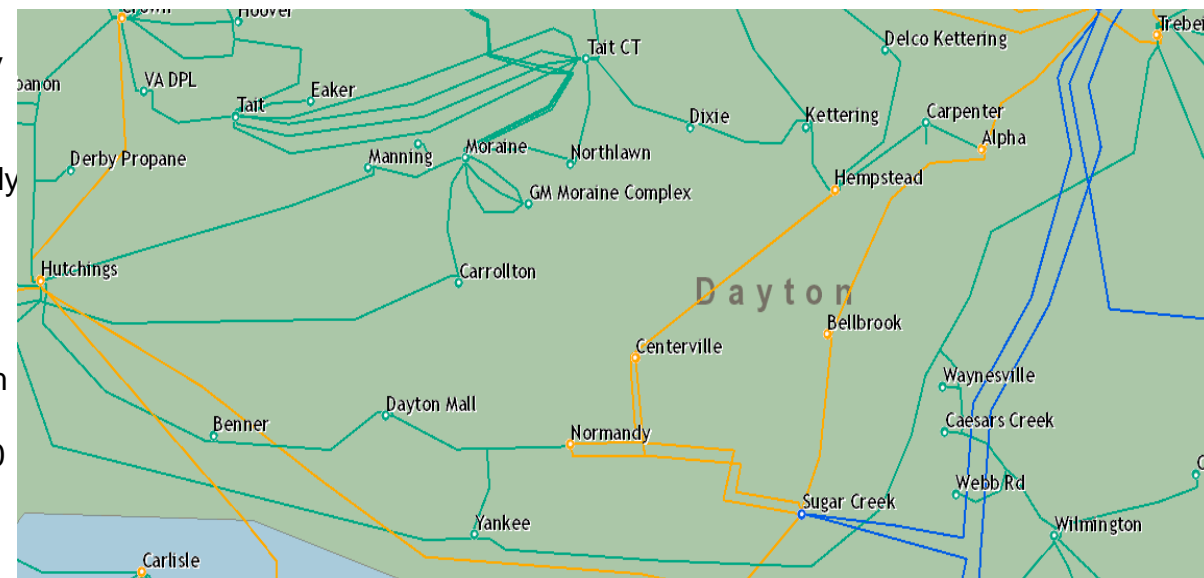 Hoover
Tait CT
Delco Kettering
VA DPL
Eaker
Tait
Dixie
Kettering
Carpenter
Alpha
Derby Propane
Manning
Moraine
Northlawn
GM Moraine Complex
Hempstead
Hutchings
Carrollton
Dayton
Bellbrook
Centerville
Waynesville
Dayton Mall
Caesars Creek
Benner
Normandy
Webb Rd
Sugar Creek
Yankee
Wilmington
Carlisle